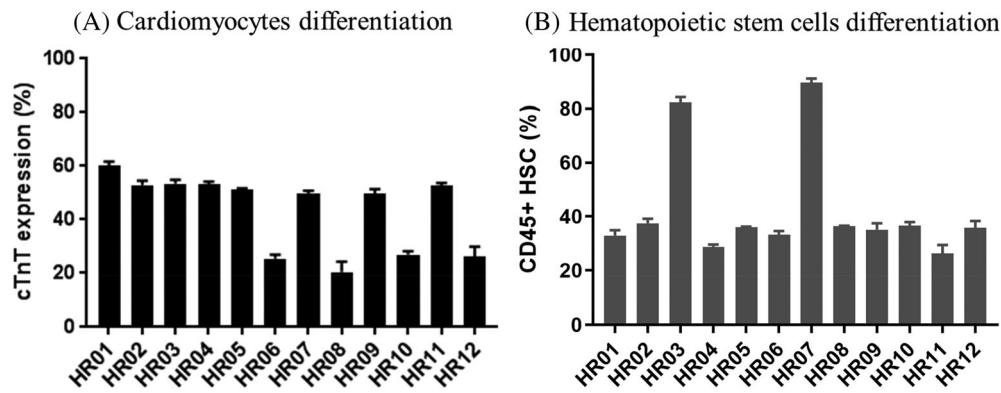 (A) Cardiomyocytes differentiation
cTnT expression (%)
100
80
60
40
20
0
HR01 HR02 HR03 HR04 HR05 HR06 HR07 HR08 HR09 HR10 HR11 HR12
(B) Hematopoietic stem cells differentiation
CD45+ HSC (%)
100
80
60
40
20
0
HR01 HR02 HR03 HR04 HR05 HR06 HR07 HR08 HR09 HR10 HR11 HR12